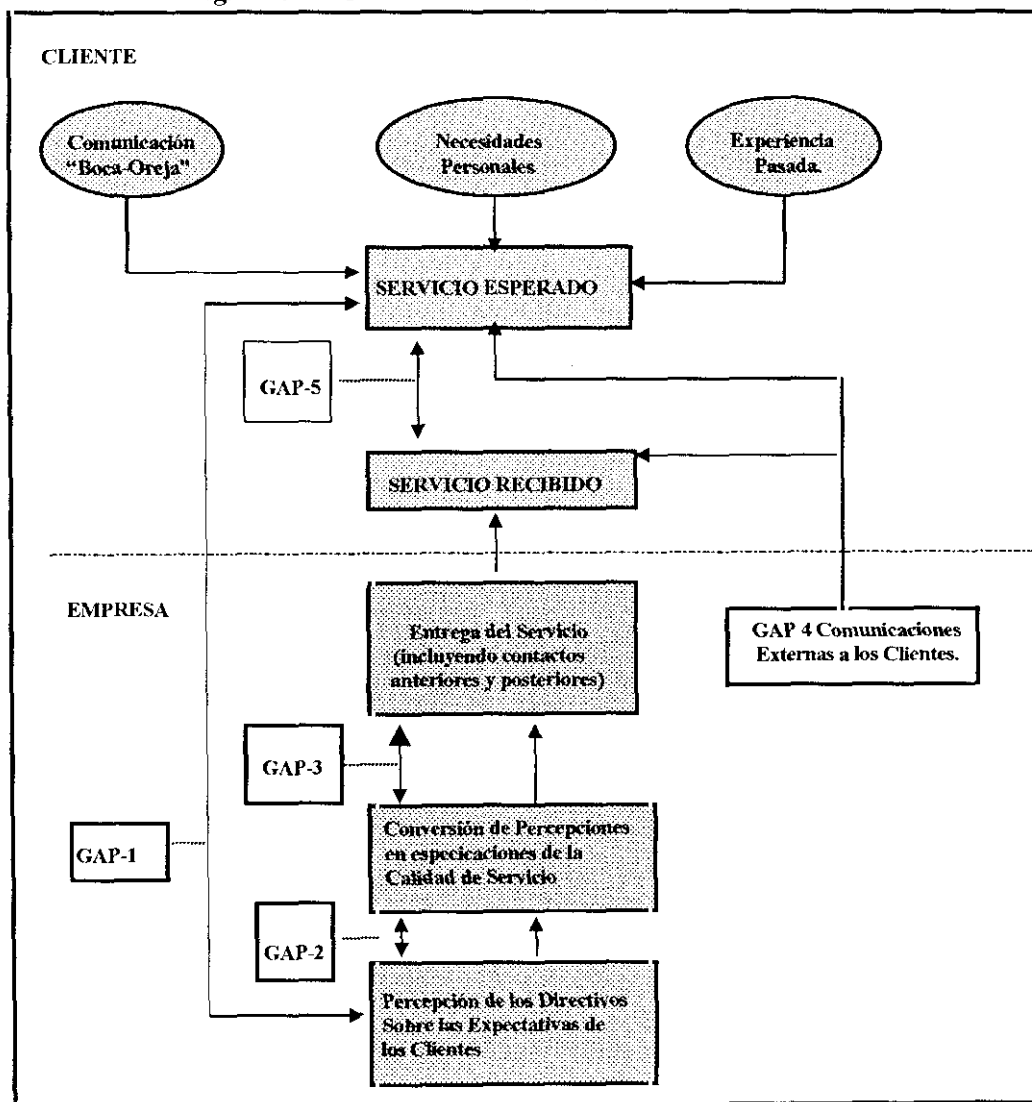 CLIENTE
Comunicación
"Boca-Oreja"
Necesidades
Personales
Experiencia
Pasada.
SERVICIO ESPERADO
GAP-5
SERVICIO RECIBIDO
EMPRESA
Entrega del Servicio
(incluyendo contactos
anteriores y posteriores)
GAP 4 Comunicaciones
Externas a los Clientes.
GAP-3
Conversión de Percepciones
en especicaciones de la
Calidad de Servicio
GAP-1
GAP-2
Percepción de los Directivos
Sobre las Expectativas de
los Clientes